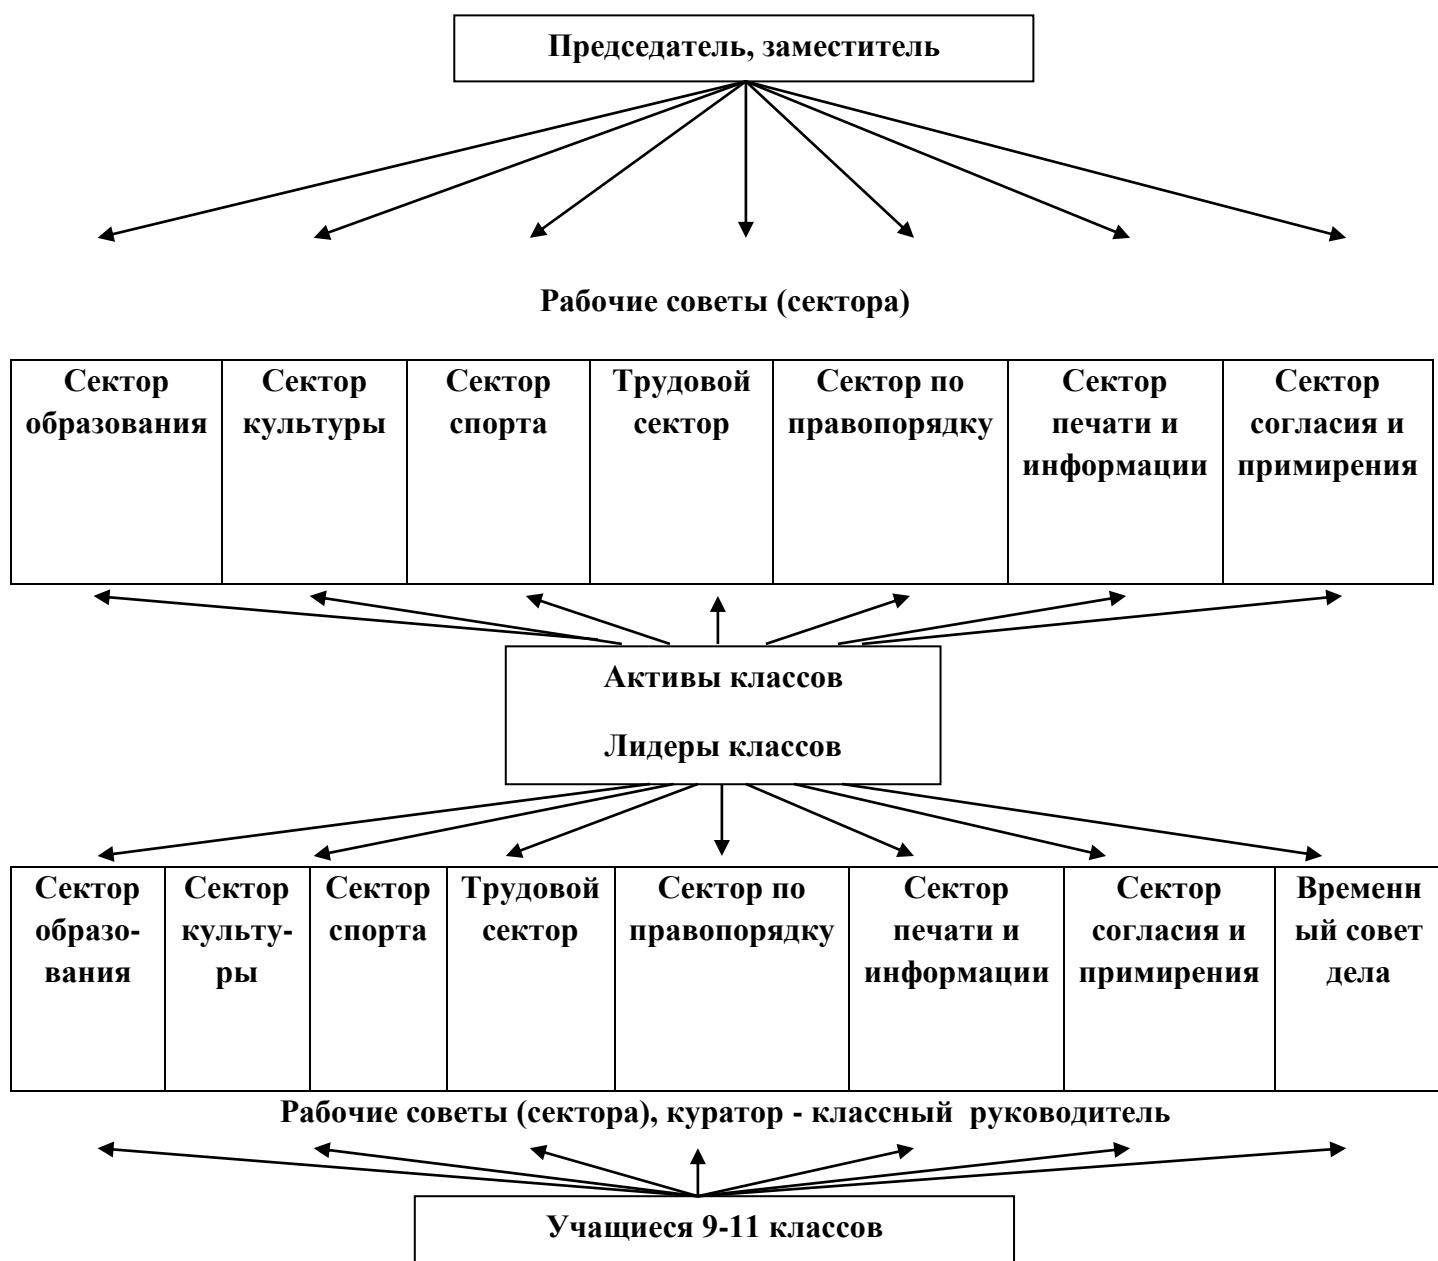 Председатель, заместитель
Рабочие советы (сектора)
Сектор
образования
Сектор
культуры
Сектор
спорта
Трудовой
сектор
Сектор по
правопорядку
Сектор
печати и
информации
Сектор
согласия и
примирения
Активы классов
Лидеры классов
Сектор
образо-
вания
Сектор
культу-
ры
Сектор
спорта
Трудовой
сектор
Сектор по
правопорядку
Сектор
печати и
информации
Сектор
согласия и
примирения
Временн
ый совет
дела
Рабочие советы (сектора), куратор - классный руководитель
Учащиеся 9-11 классов